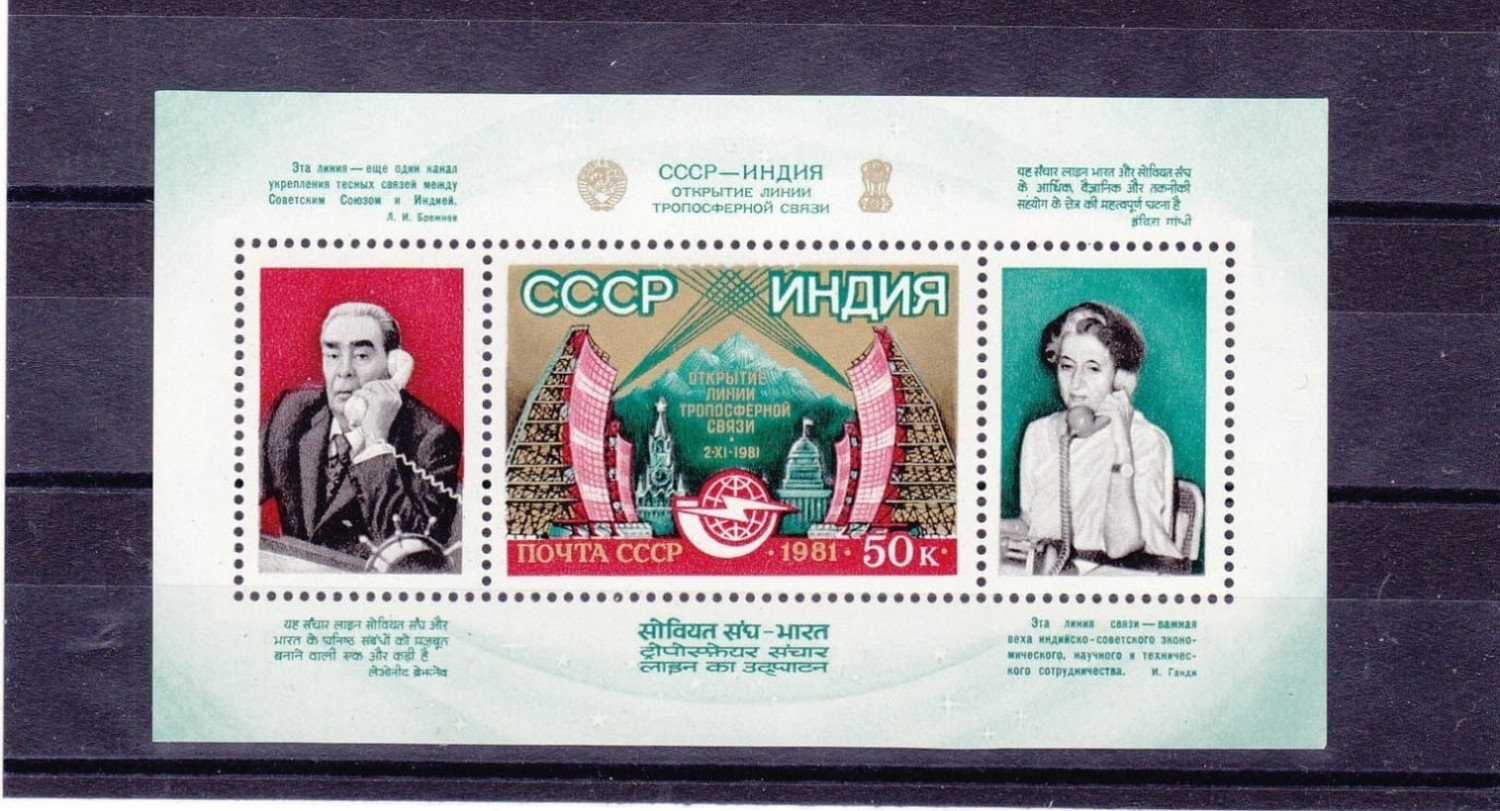 Эта линия — еще один канал
укрепления тесных связей между
Советским Союзом и Индией.
Л. И. Брежнев
СССР—ИНДИЯ
ОТКРЫТИЕ ЛИНИИ
ТРОПОСФЕРНОЙ СВЯЗИ
यह संचार लाइन भारत और सोवियत संघ
के आर्थिक, वैज्ञानिक और तकनीकी
सहयोग के क्षेत्र की महत्वपूर्ण घटना है
इंदिरा गांधी
СССР ИНДИЯ
ОТКРЫТИЕ
ЛИНИИ
ТРОПОСФЕРНОЙ
СВЯЗИ
2·XI·1981
ПОЧТА СССР ·1981· 50 к·
यह संचार लाइन सोवियत संघ और
भारत के घनिष्ठ संबंधों को मज़बूत
बनाने वाली एक और कड़ी है
लेओनीद ब्रेझनेव
सोवियत संघ – भारत
ट्रोपोस्फ़ेयर संचार
लाइन का उद्घाटन
Эта линия связи — важная
веха индийско-советского эконо-
мического, научного и техничес-
кого сотрудничества. И. Ганди